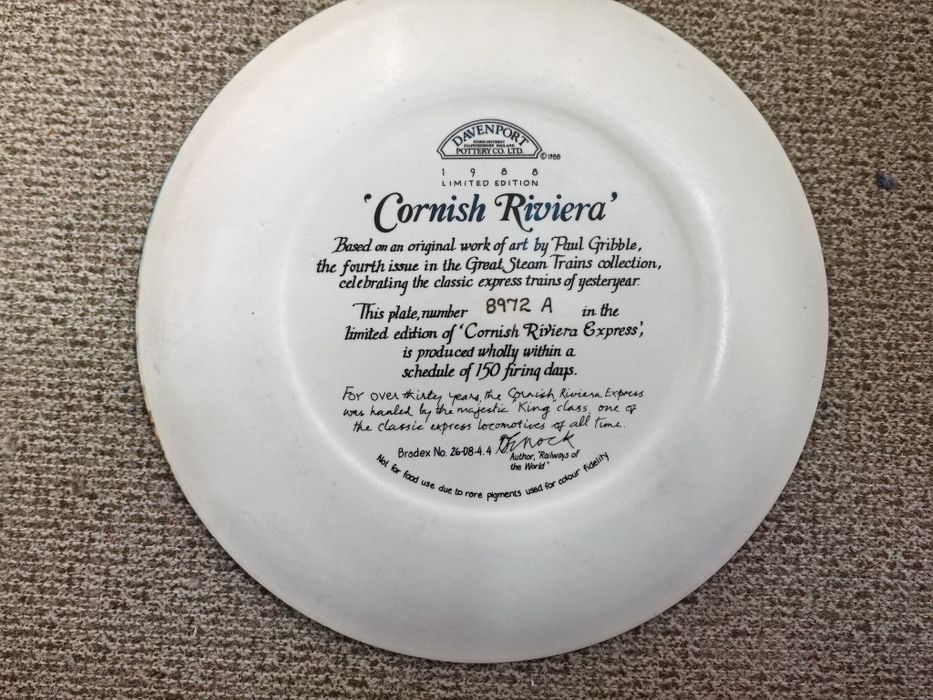 DAVENPORT
POTTERY CO. LTD.
© 1988
1988
LIMITED EDITION
'Cornish Riviera'
Based on an original work of art by Paul Gribble,
the fourth issue in the Great Steam Trains collection,
celebrating the classic express trains of yesteryear.
This plate, number 8972 A in the
limited edition of 'Cornish Riviera Express',
is produced wholly within a
schedule of 150 firing days.
For over thirty years, the Cornish Riviera Express
was hauled by the majestic 'King' class, one of
the classic express locomotives of all time.
Bradex No. 26-D8-4.4
Author, "Railways of
the World"
Not for food use due to rare pigments used for colour fidelity